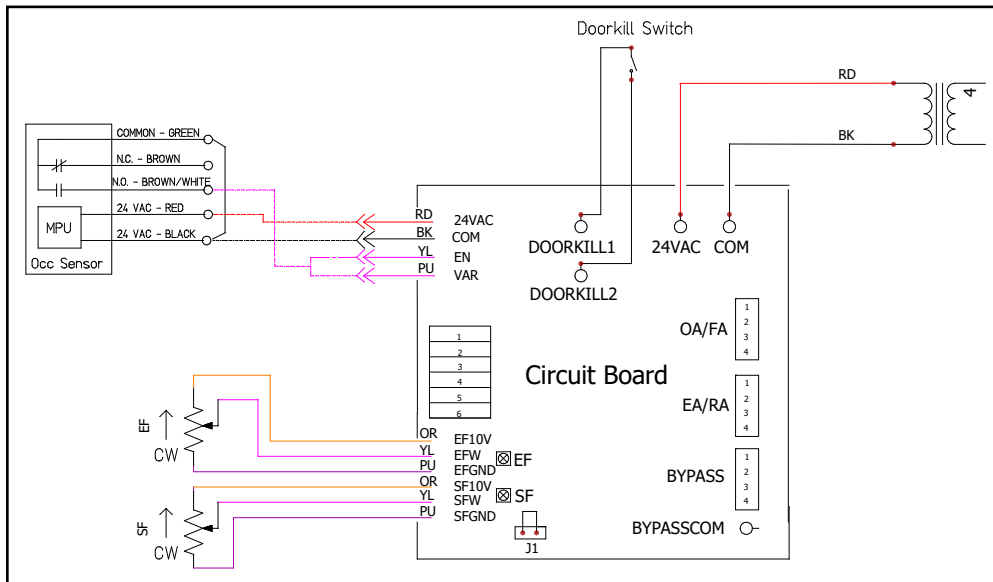 Doorkill Switch
RD
4
BK
COMMON - GREEN
N.C. - BROWN
N.O. - BROWN/WHITE
24 VAC - RED
MPU
24 VAC - BLACK
Occ Sensor
RD
24VAC
BK
COM
YL
EN
PU
VAR
DOORKILL1
24VAC
COM
DOORKILL2
OA/FA
1
2
3
4
1
2
3
4
5
6
Circuit Board
EA/RA
1
2
3
4
EF
CW
OR
EF10V
YL
EFW
EF
PU
EFGND
OR
SF10V
YL
SFW
SF
PU
SFGND
SF
CW
J1
BYPASS
1
2
3
4
BYPASSCOM